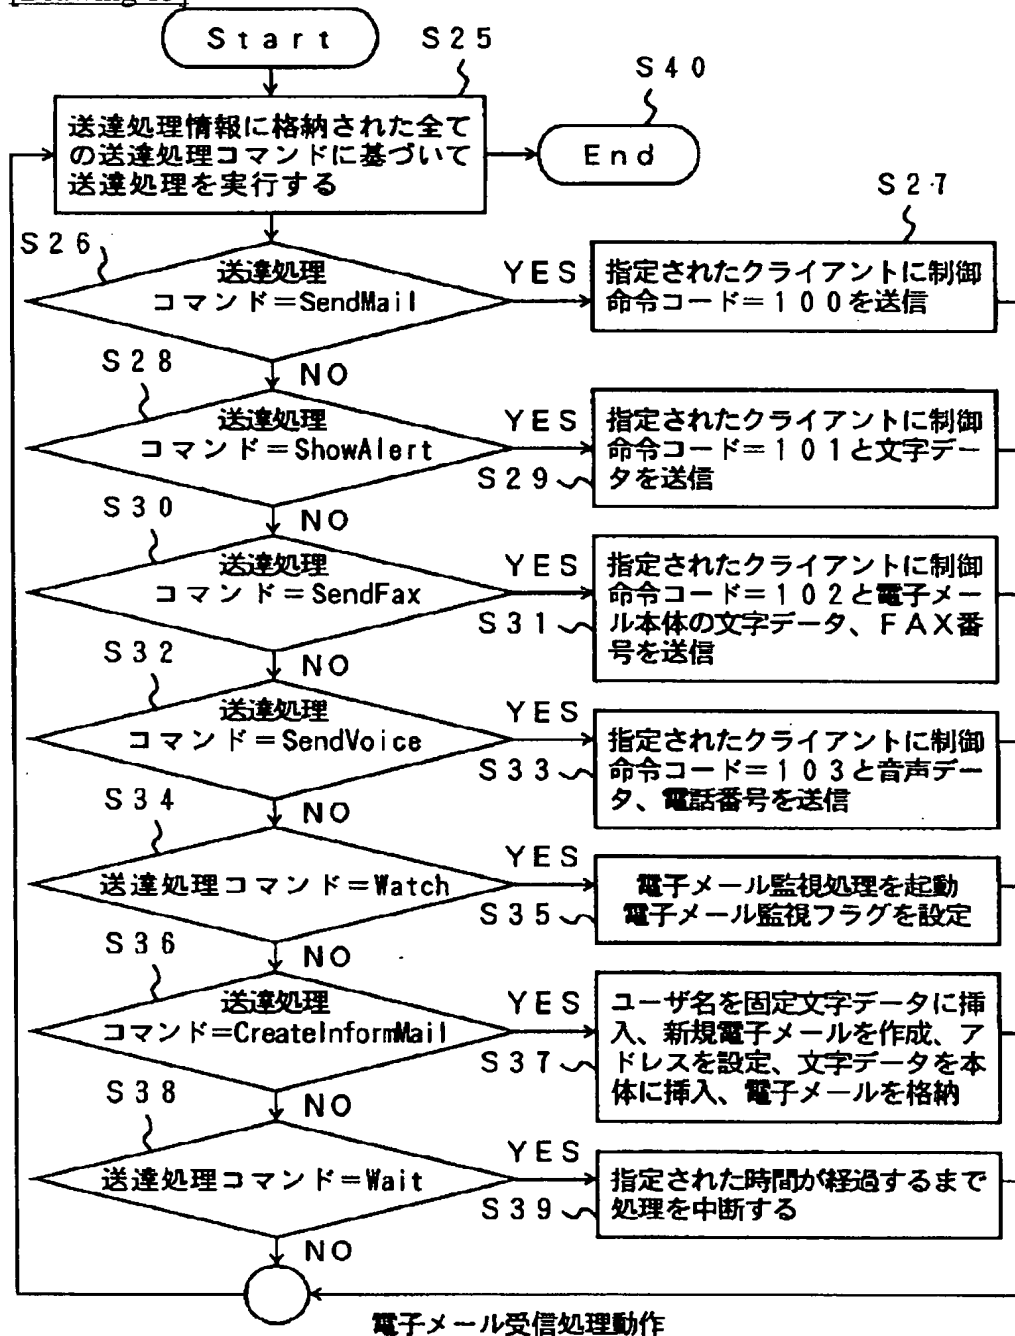 Start
S25
S40
送達処理情報に格納された全て
の送達処理コマンドに基づいて
送達処理を実行する
End
S27
S26
送達処理
コマンド=SendMail
YES
指定されたクライアントに制御
命令コード=100を送信
NO
S28
送達処理
コマンド=ShowAlert
YES
S29
指定されたクライアントに制御
命令コード=101と文字デー
タを送信
NO
S30
送達処理
コマンド=SendFax
YES
S31
指定されたクライアントに制御
命令コード=102と電子メー
ル本体の文字データ、FAX番
号を送信
NO
S32
送達処理
コマンド=SendVoice
YES
S33
指定されたクライアントに制御
命令コード=103と音声デー
タ、電話番号を送信
NO
S34
送達処理コマンド=Watch
YES
S35
電子メール監視処理を起動
電子メール監視フラグを設定
NO
S36
送達処理
コマンド=CreateInformMail
YES
S37
ユーザ名を固定文字データに挿
入、新規電子メールを作成、ア
ドレスを設定、文字データを本
体に挿入、電子メールを格納
NO
S38
送達処理コマンド=Wait
YES
S39
指定された時間が経過するまで
処理を中断する
NO
電子メール受信処理動作